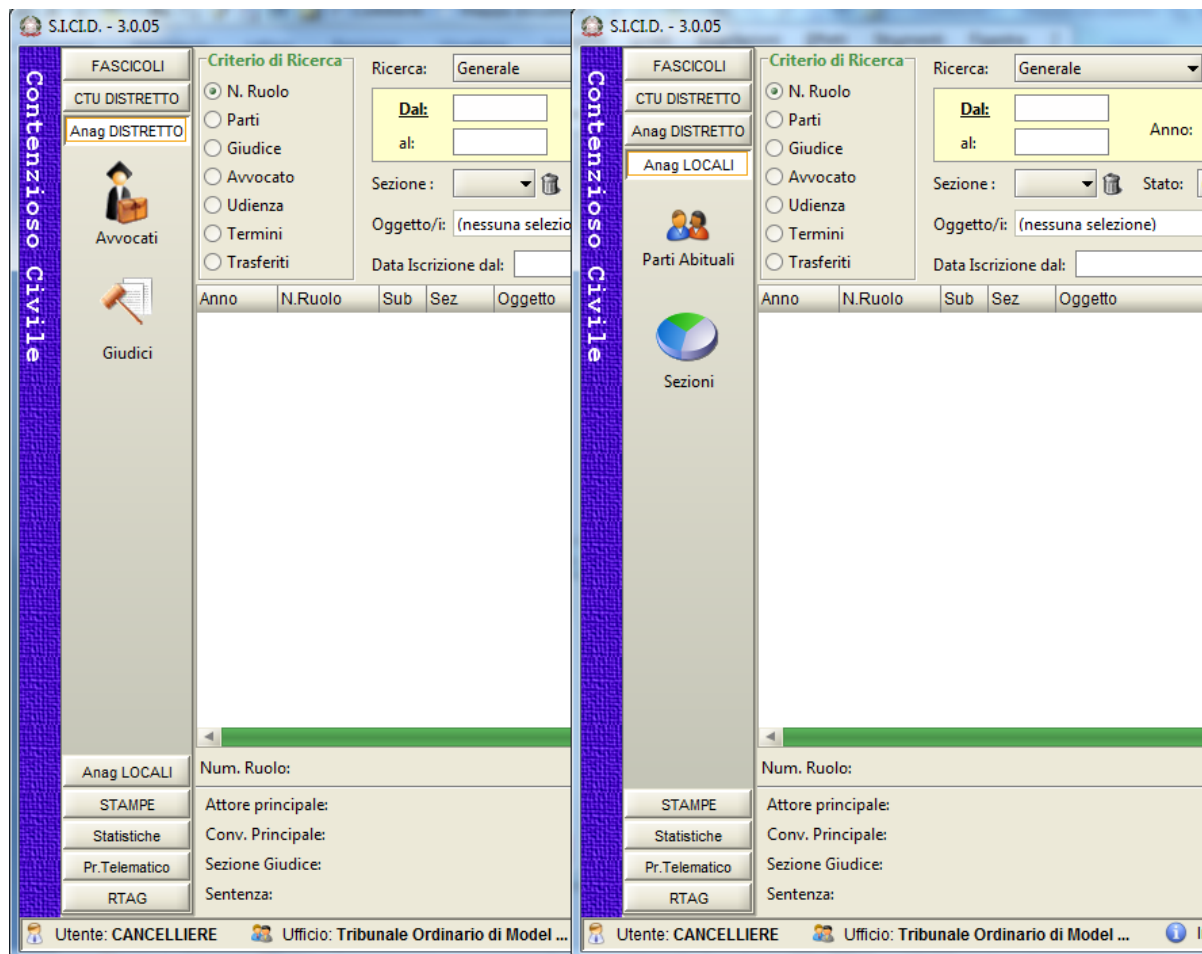 S.I.CI.D. - 3.0.05
Contenzioso Civile
FASCICOLI
CTU DISTRETTO
Anag DISTRETTO
Avvocati
Giudici
Anag LOCALI
STAMPE
Statistiche
Pr.Telematico
RTAG
Criterio di Ricerca
N. Ruolo
Parti
Giudice
Avvocato
Udienza
Termini
Trasferiti
Ricerca: Generale
Dal:
al:
Sezione :
Oggetto/i: (nessuna selezio
Data Iscrizione dal:
Anno N.Ruolo Sub Sez Oggetto
Num. Ruolo:
Attore principale:
Conv. Principale:
Sezione Giudice:
Sentenza:
Utente: CANCELLIERE Ufficio: Tribunale Ordinario di Model ...
S.I.CI.D. - 3.0.05
Contenzioso Civile
FASCICOLI
CTU DISTRETTO
Anag DISTRETTO
Anag LOCALI
Parti Abituali
Sezioni
STAMPE
Statistiche
Pr.Telematico
RTAG
Criterio di Ricerca
N. Ruolo
Parti
Giudice
Avvocato
Udienza
Termini
Trasferiti
Ricerca: Generale
Dal:
al:
Anno:
Sezione : Stato:
Oggetto/i: (nessuna selezione)
Data Iscrizione dal:
Anno N.Ruolo Sub Sez Oggetto
Num. Ruolo:
Attore principale:
Conv. Principale:
Sezione Giudice:
Sentenza:
Utente: CANCELLIERE Ufficio: Tribunale Ordinario di Model ...